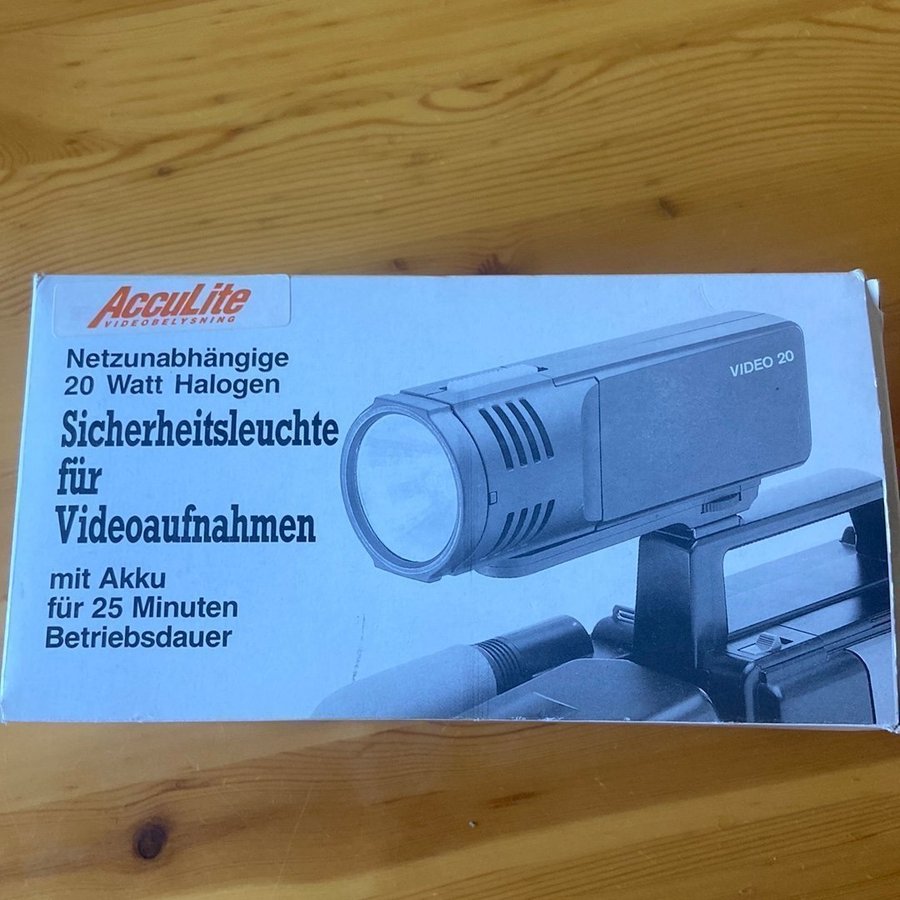 AccuLite
VIDEOBELYSNING
Netzunabhängige
20 Watt Halogen
Sicherheitsleuchte
für
Videoaufnahmen
mit Akku
für 25 Minuten
Betriebsdauer
VIDEO 20